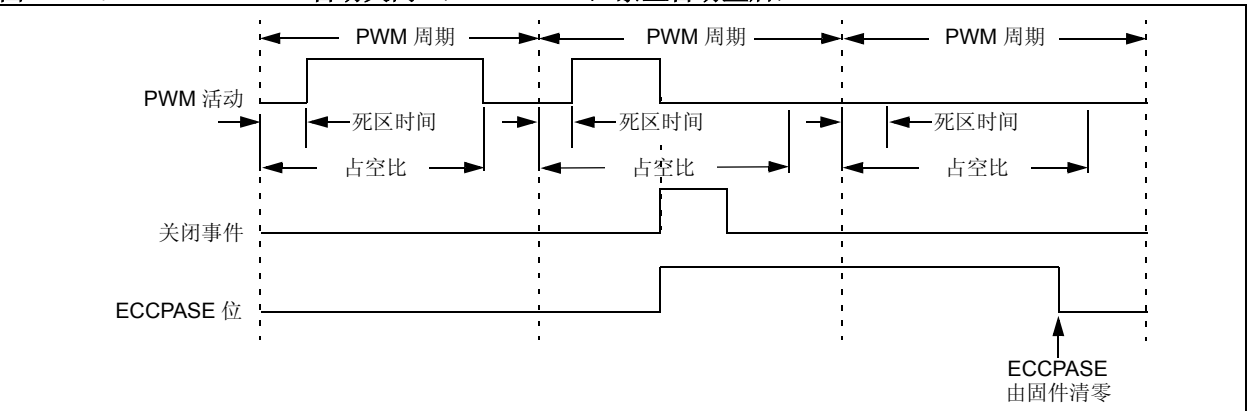 PWM 周期 PWM 周期 PWM 周期
PWM 活动
死区时间 死区时间 死区时间
占空比 占空比 占空比
关闭事件
ECCPASE 位
ECCPASE
由固件清零